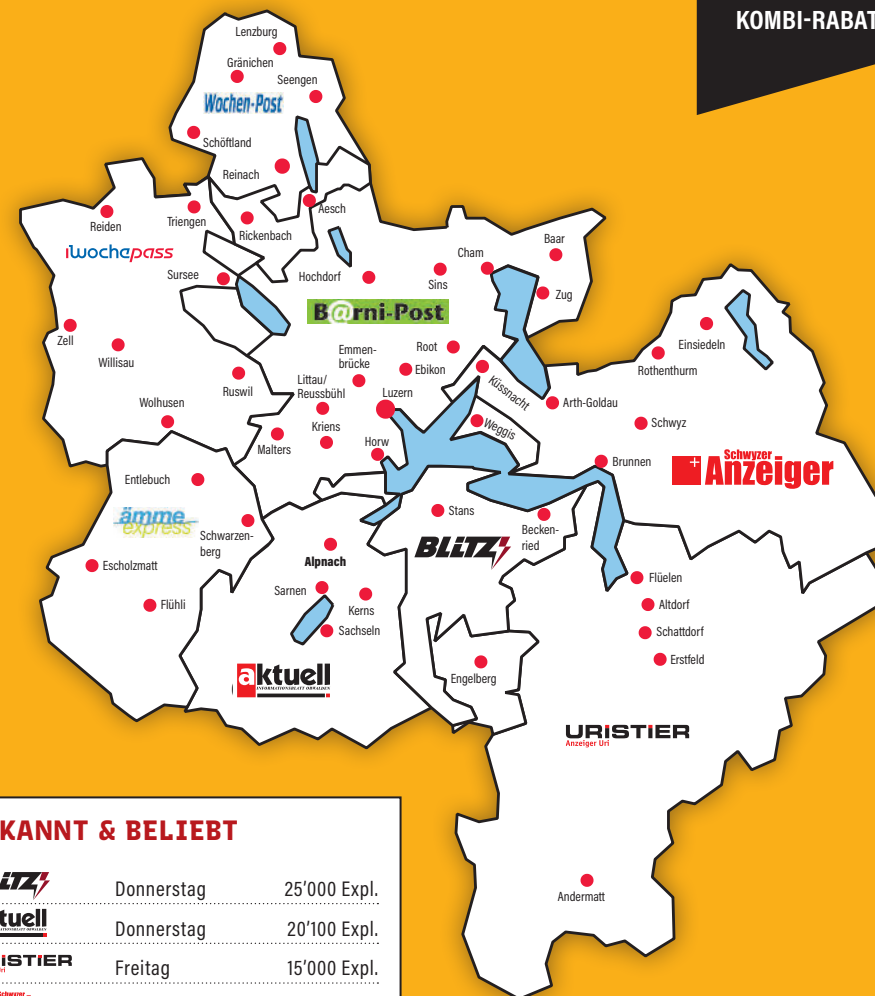 KOMBI-RABAT
Lenzburg
Gränichen
Seengen
Wochen-Post
Schöftland
Reinach
Aesch
Reiden
Triengen
Rickenbach
iwochepass
Sursee
Hochdorf
Sins
Cham
Baar
Zug
B@rni-Post
Zell
Willisau
Ruswil
Wolhusen
Emmen-
brücke
Root
Ebikon
Littau/
Reussbühl
Luzern
Kriens
Malters
Horw
Küssnacht
Weggis
Arth-Goldau
Rothenthurm
Einsiedeln
Schwyz
Brunnen
Schwyzer
Anzeiger
Entlebuch
ämme
express
Schwarzen-
berg
Escholzmatt
Flühli
Stans
Becken-
ried
BLITZ
Alpnach
Sarnen
Kerns
Sachseln
aktuell
INFORMATIONSBLATT OBWALDEN
Engelberg
Flüelen
Altdorf
Schattdorf
Erstfeld
URISTIER
Anzeiger Uri
Andermatt
KANNT & BELIEBT
ITZ Donnerstag 25’000 Expl.
tuell Donnerstag 20’100 Expl.
ISTIER Freitag 15’000 Expl.
Schwyzer